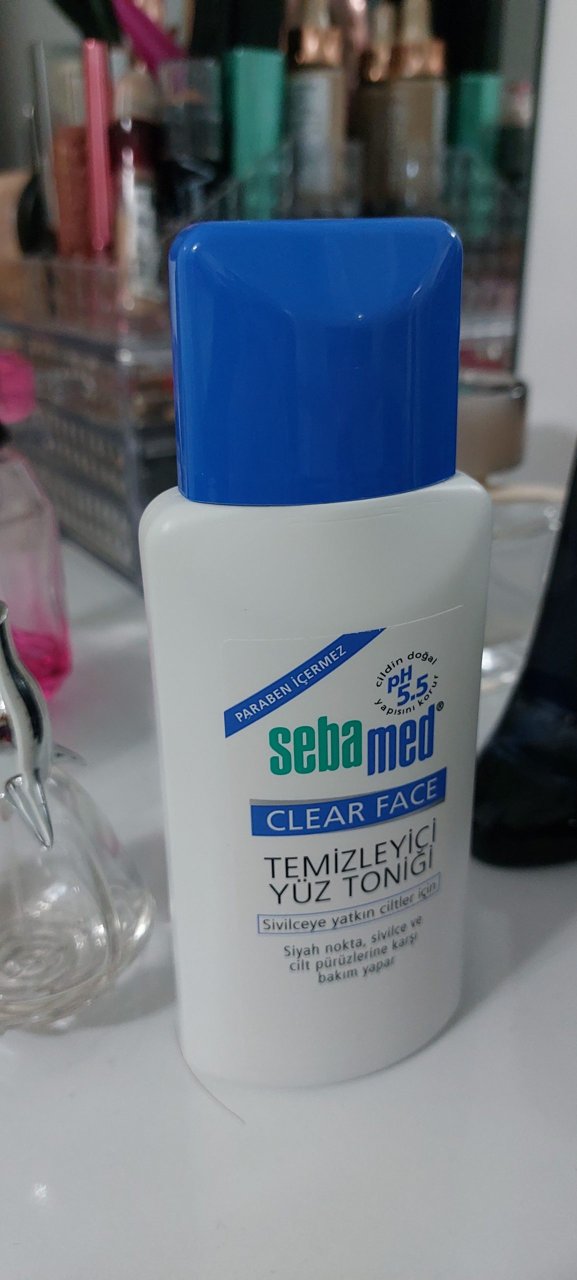 PARABEN İÇERMEZ
cildin doğal
pH
5.5
yapısını korur
sebamed®
CLEAR FACE
TEMİZLEYİCİ
YÜZ TONİĞİ
Sivilceye yatkın ciltler için
Siyah nokta, sivilce ve
cilt pürüzlerine karşı
bakım yapar